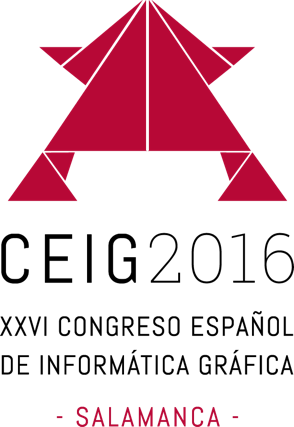 CEIG2016
XXVI CONGRESO ESPAÑOL
DE INFORMÁTICA GRÁFICA
- SALAMANCA -